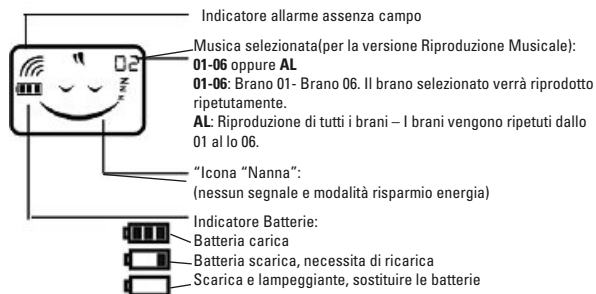 Indicatore allarme assenza campo
02
Musica selezionata(per la versione Riproduzione Musicale):
01-06 oppure AL
01-06: Brano 01- Brano 06. Il brano selezionato verrà riprodotto
ripetutamente.
AL: Riproduzione di tutti i brani – I brani vengono ripetuti dallo
01 al lo 06.
z
z
z
"Icona "Nanna":
(nessun segnale e modalità risparmio energia)
Indicatore Batterie:
Batteria carica
Batteria scarica, necessita di ricarica
Scarica e lampeggiante, sostituire le batterie